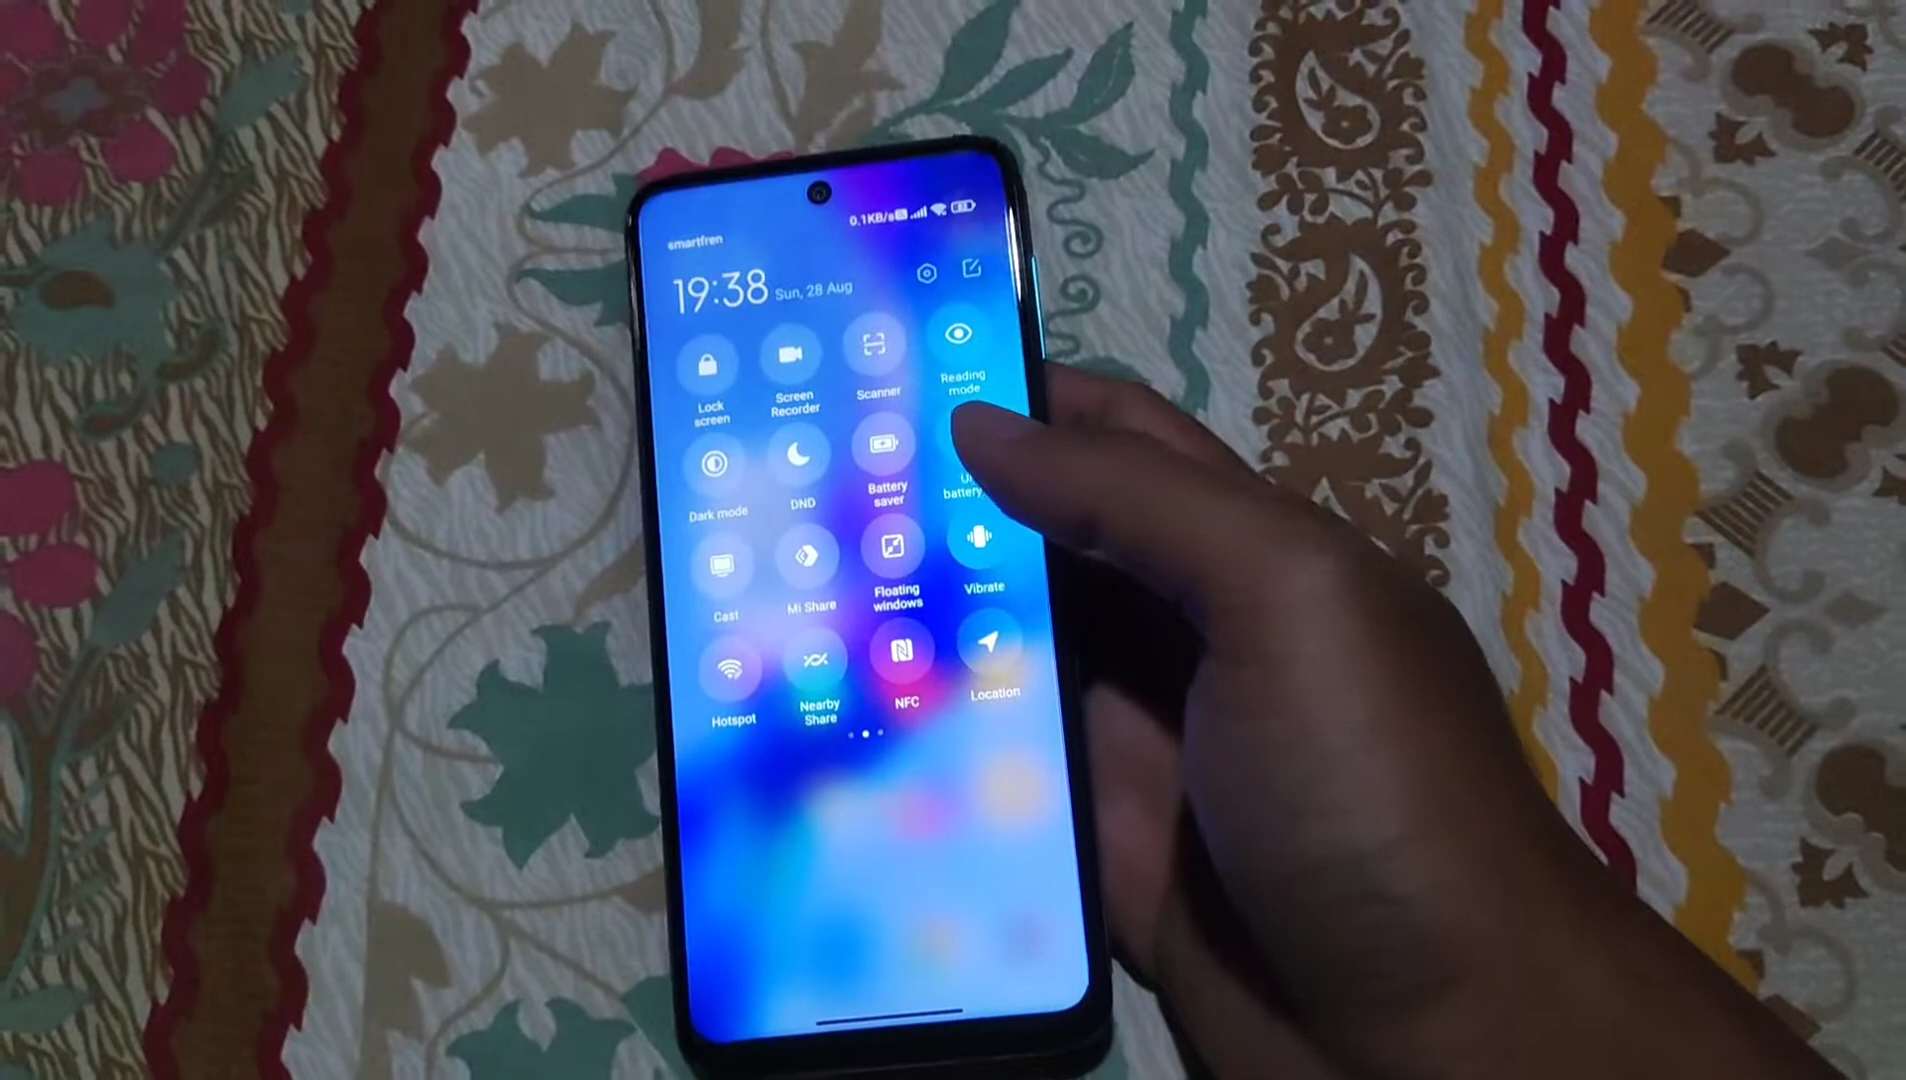 0.1KB/s
smartfren
19:38 Sun, 28 Aug
Lock screen
Screen Recorder
Scanner
Reading mode
Dark mode
DND
Battery saver
battery
Cast
Mi Share
Floating windows
Vibrate
Hotspot
Nearby Share
NFC
Location